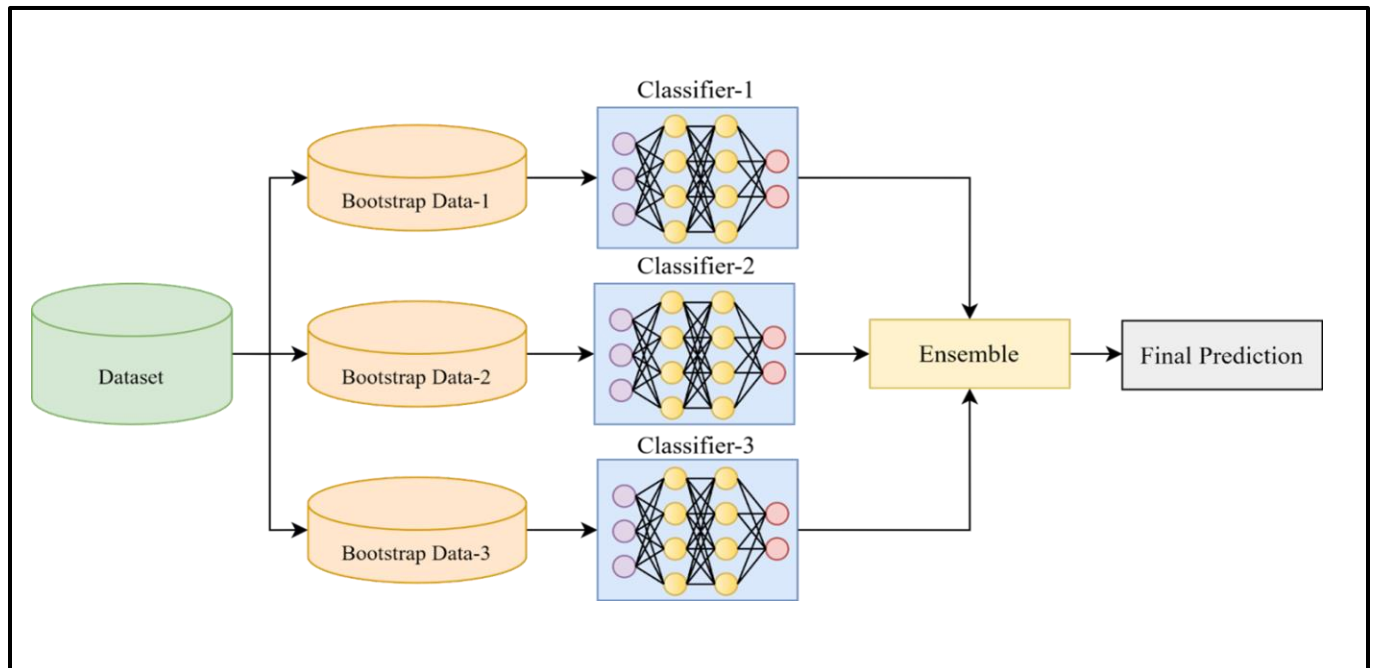 Classifier-1
Bootstrap Data-1
Classifier-2
Dataset
Bootstrap Data-2
Ensemble
Final Prediction
Classifier-3
Bootstrap Data-3